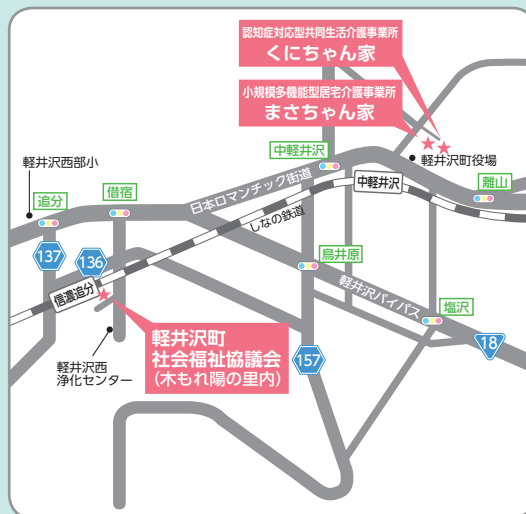 認知症対応型共同生活介護事業所
くにちゃん家
小規模多機能型居宅介護事業所
まさちゃん家
中軽井沢
軽井沢町役場
軽井沢西部小
離山
追分
借宿
日本ロマンチック街道
中軽井沢
しなの鉄道
137
136
鳥井原
信濃追分
軽井沢バイパス
塩沢
軽井沢町
社会福祉協議会
(木もれ陽の里内)
18
157
軽井沢西
浄化センター